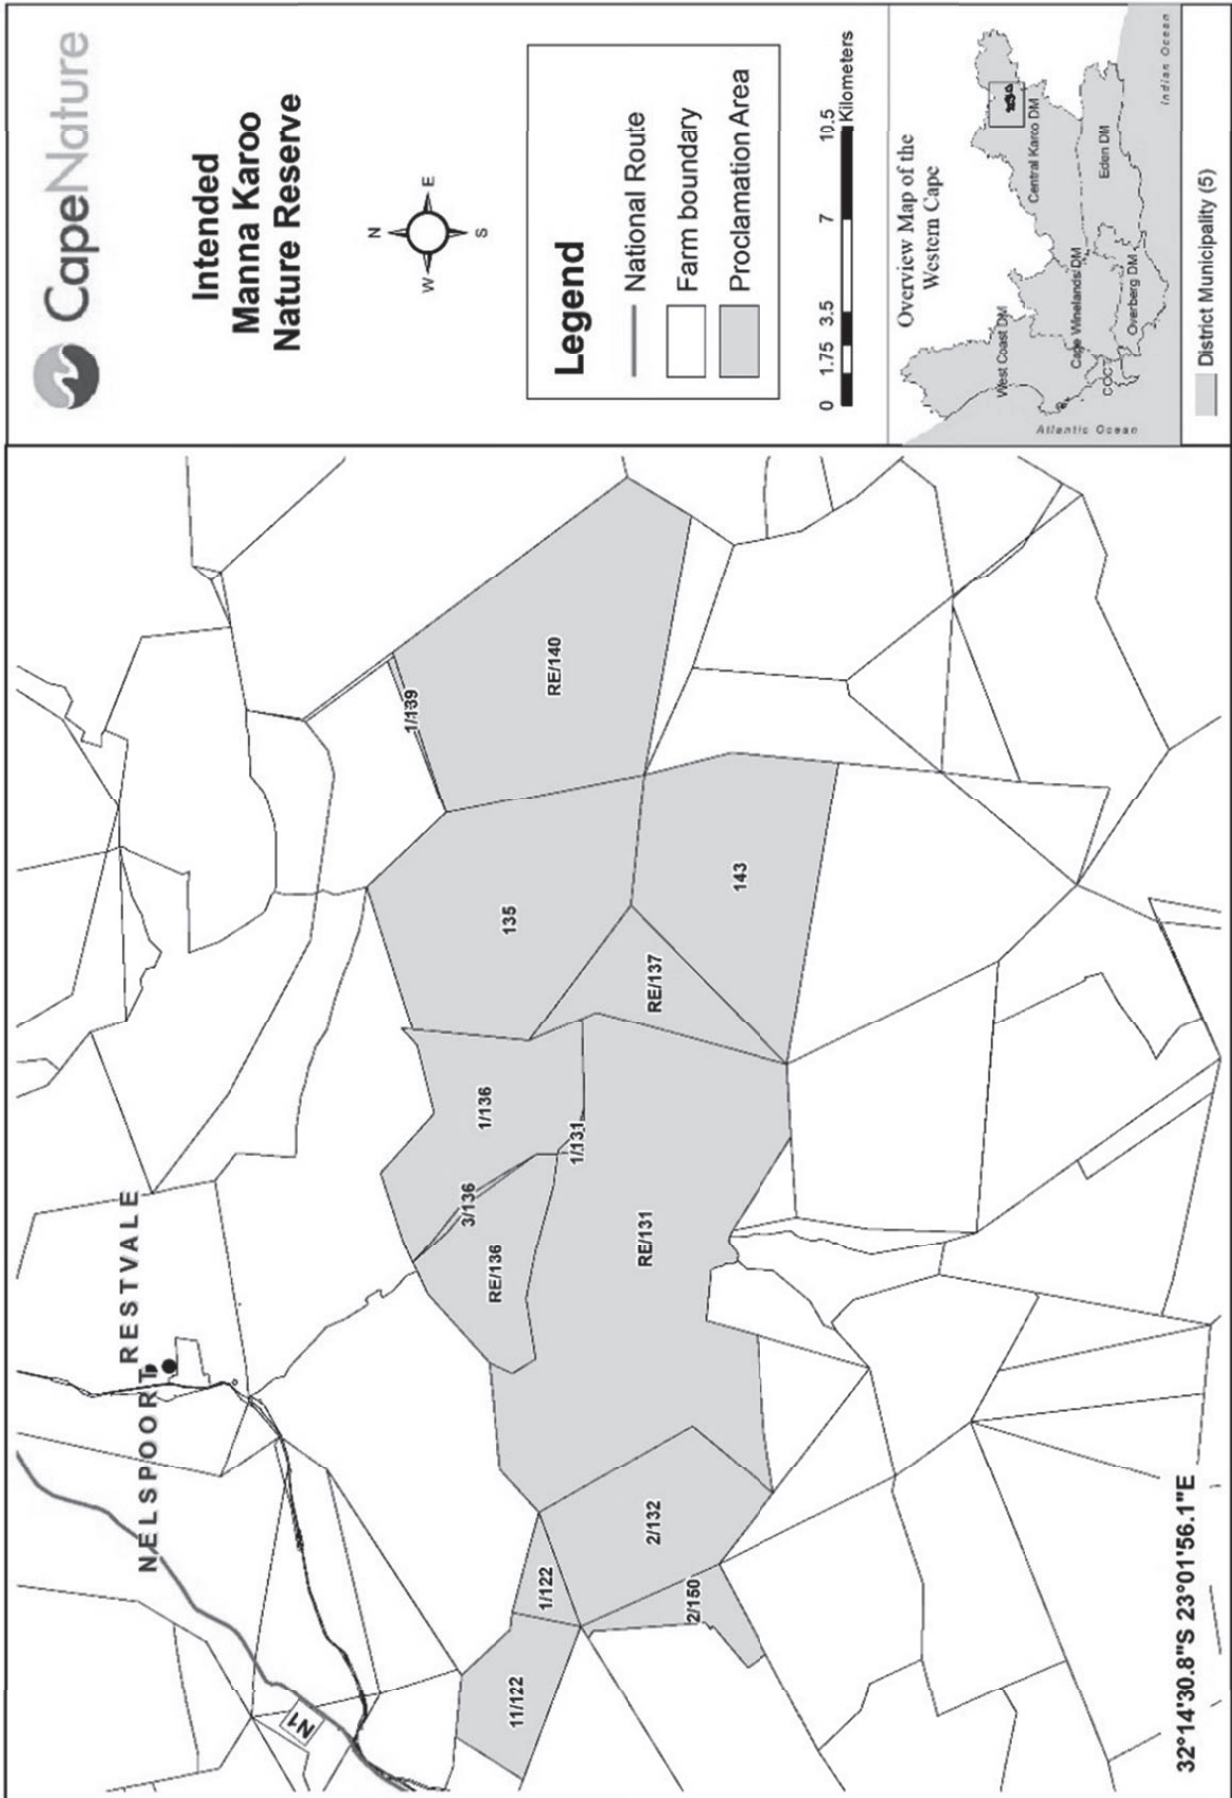 CapeNature
Intended
Manna Karoo
Nature Reserve
N
W
E
S
Legend
National Route
Farm boundary
Proclamation Area
0 1.75 3.5 7 10.5
Kilometers
Overview Map of the
Western Cape
West Coast DM
Central Karoo DM
Cape Winelands DM
Eden DM
Overberg DM
COCT
Atlantic Ocean
Indian Ocean
District Municipality (5)
NELSPOORT
RESTVALE
N1
11/122
1/122
2/132
2/150
RE/136
3/136
1/136
1/131
RE/131
135
RE/137
143
1/139
RE/140
32°14'30.8"S 23°01'56.1"E